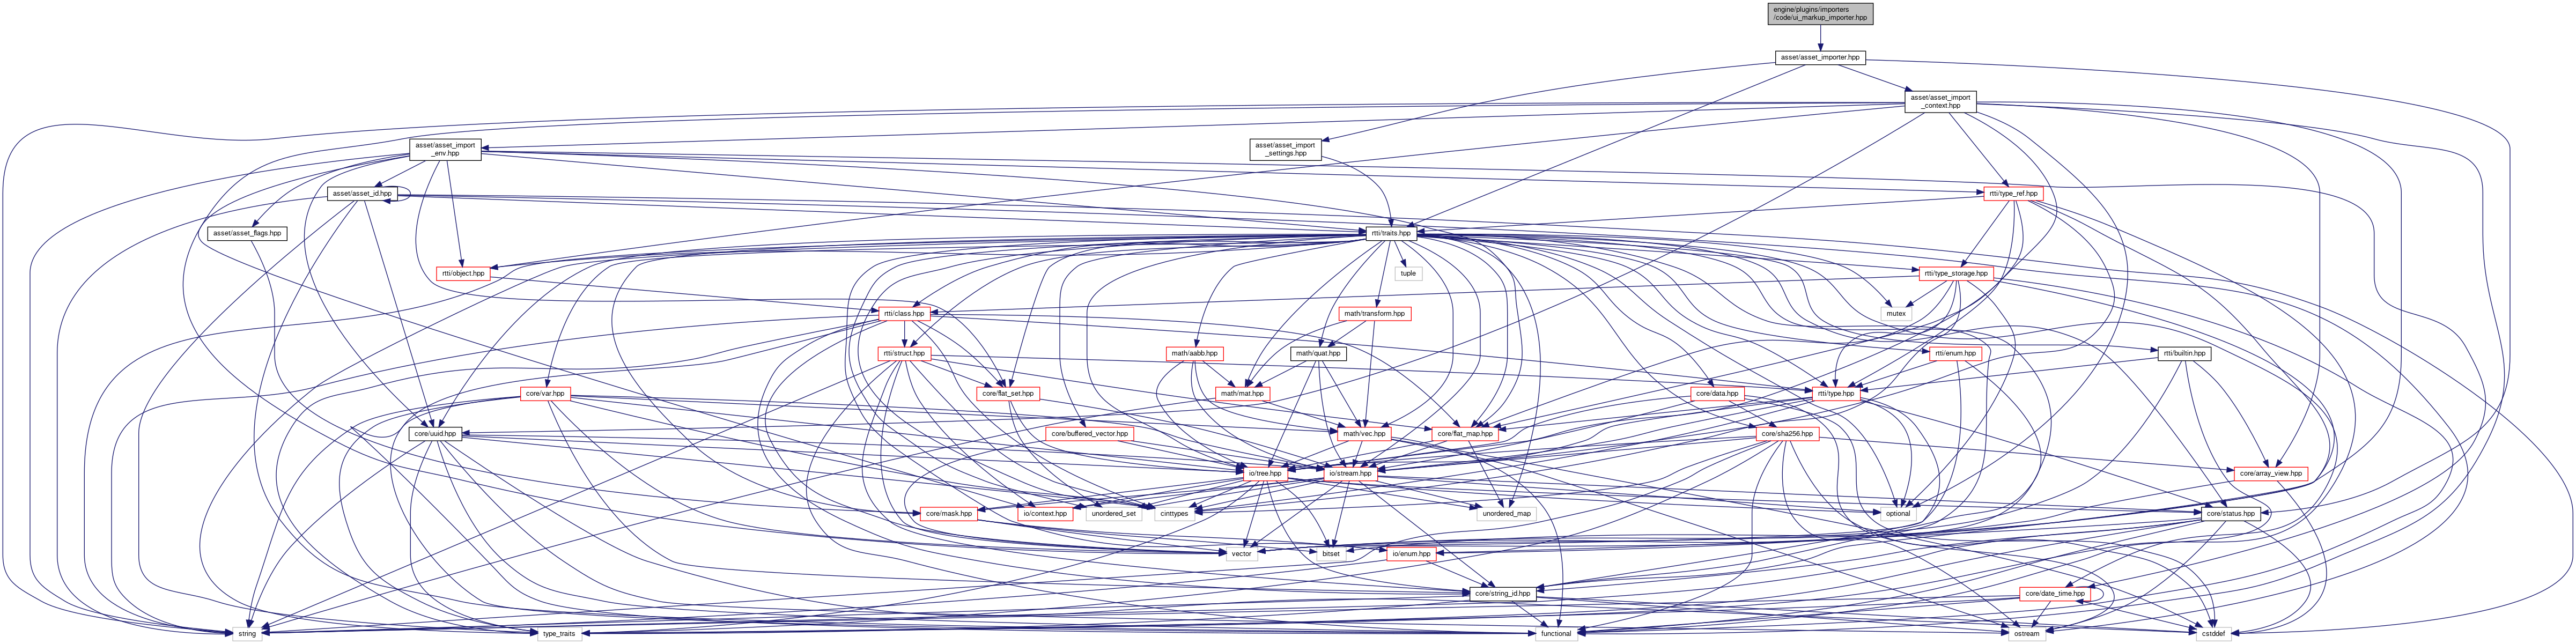 engine/plugins/importers
/code/ui_markup_importer.hpp
asset/asset_importer.hpp
asset/asset_import
_context.hpp
asset/asset_import
_env.hpp
asset/asset_import
_settings.hpp
asset/asset_id.hpp
rtti/type_ref.hpp
asset/asset_flags.hpp
rtti/traits.hpp
rtti/object.hpp
tuple
rtti/type_storage.hpp
rtti/class.hpp
math/transform.hpp
mutex
rtti/struct.hpp
math/aabb.hpp
math/quat.hpp
rtti/enum.hpp
rtti/builtin.hpp
core/var.hpp
core/flat_set.hpp
math/mat.hpp
core/data.hpp
rtti/type.hpp
core/uuid.hpp
core/buffered_vector.hpp
math/vec.hpp
core/flat_map.hpp
core/sha256.hpp
io/tree.hpp
io/stream.hpp
core/array_view.hpp
core/mask.hpp
io/context.hpp
unordered_set
cinttypes
unordered_map
optional
core/status.hpp
vector
bitset
io/enum.hpp
core/string_id.hpp
core/date_time.hpp
string
type_traits
functional
ostream
cstddef